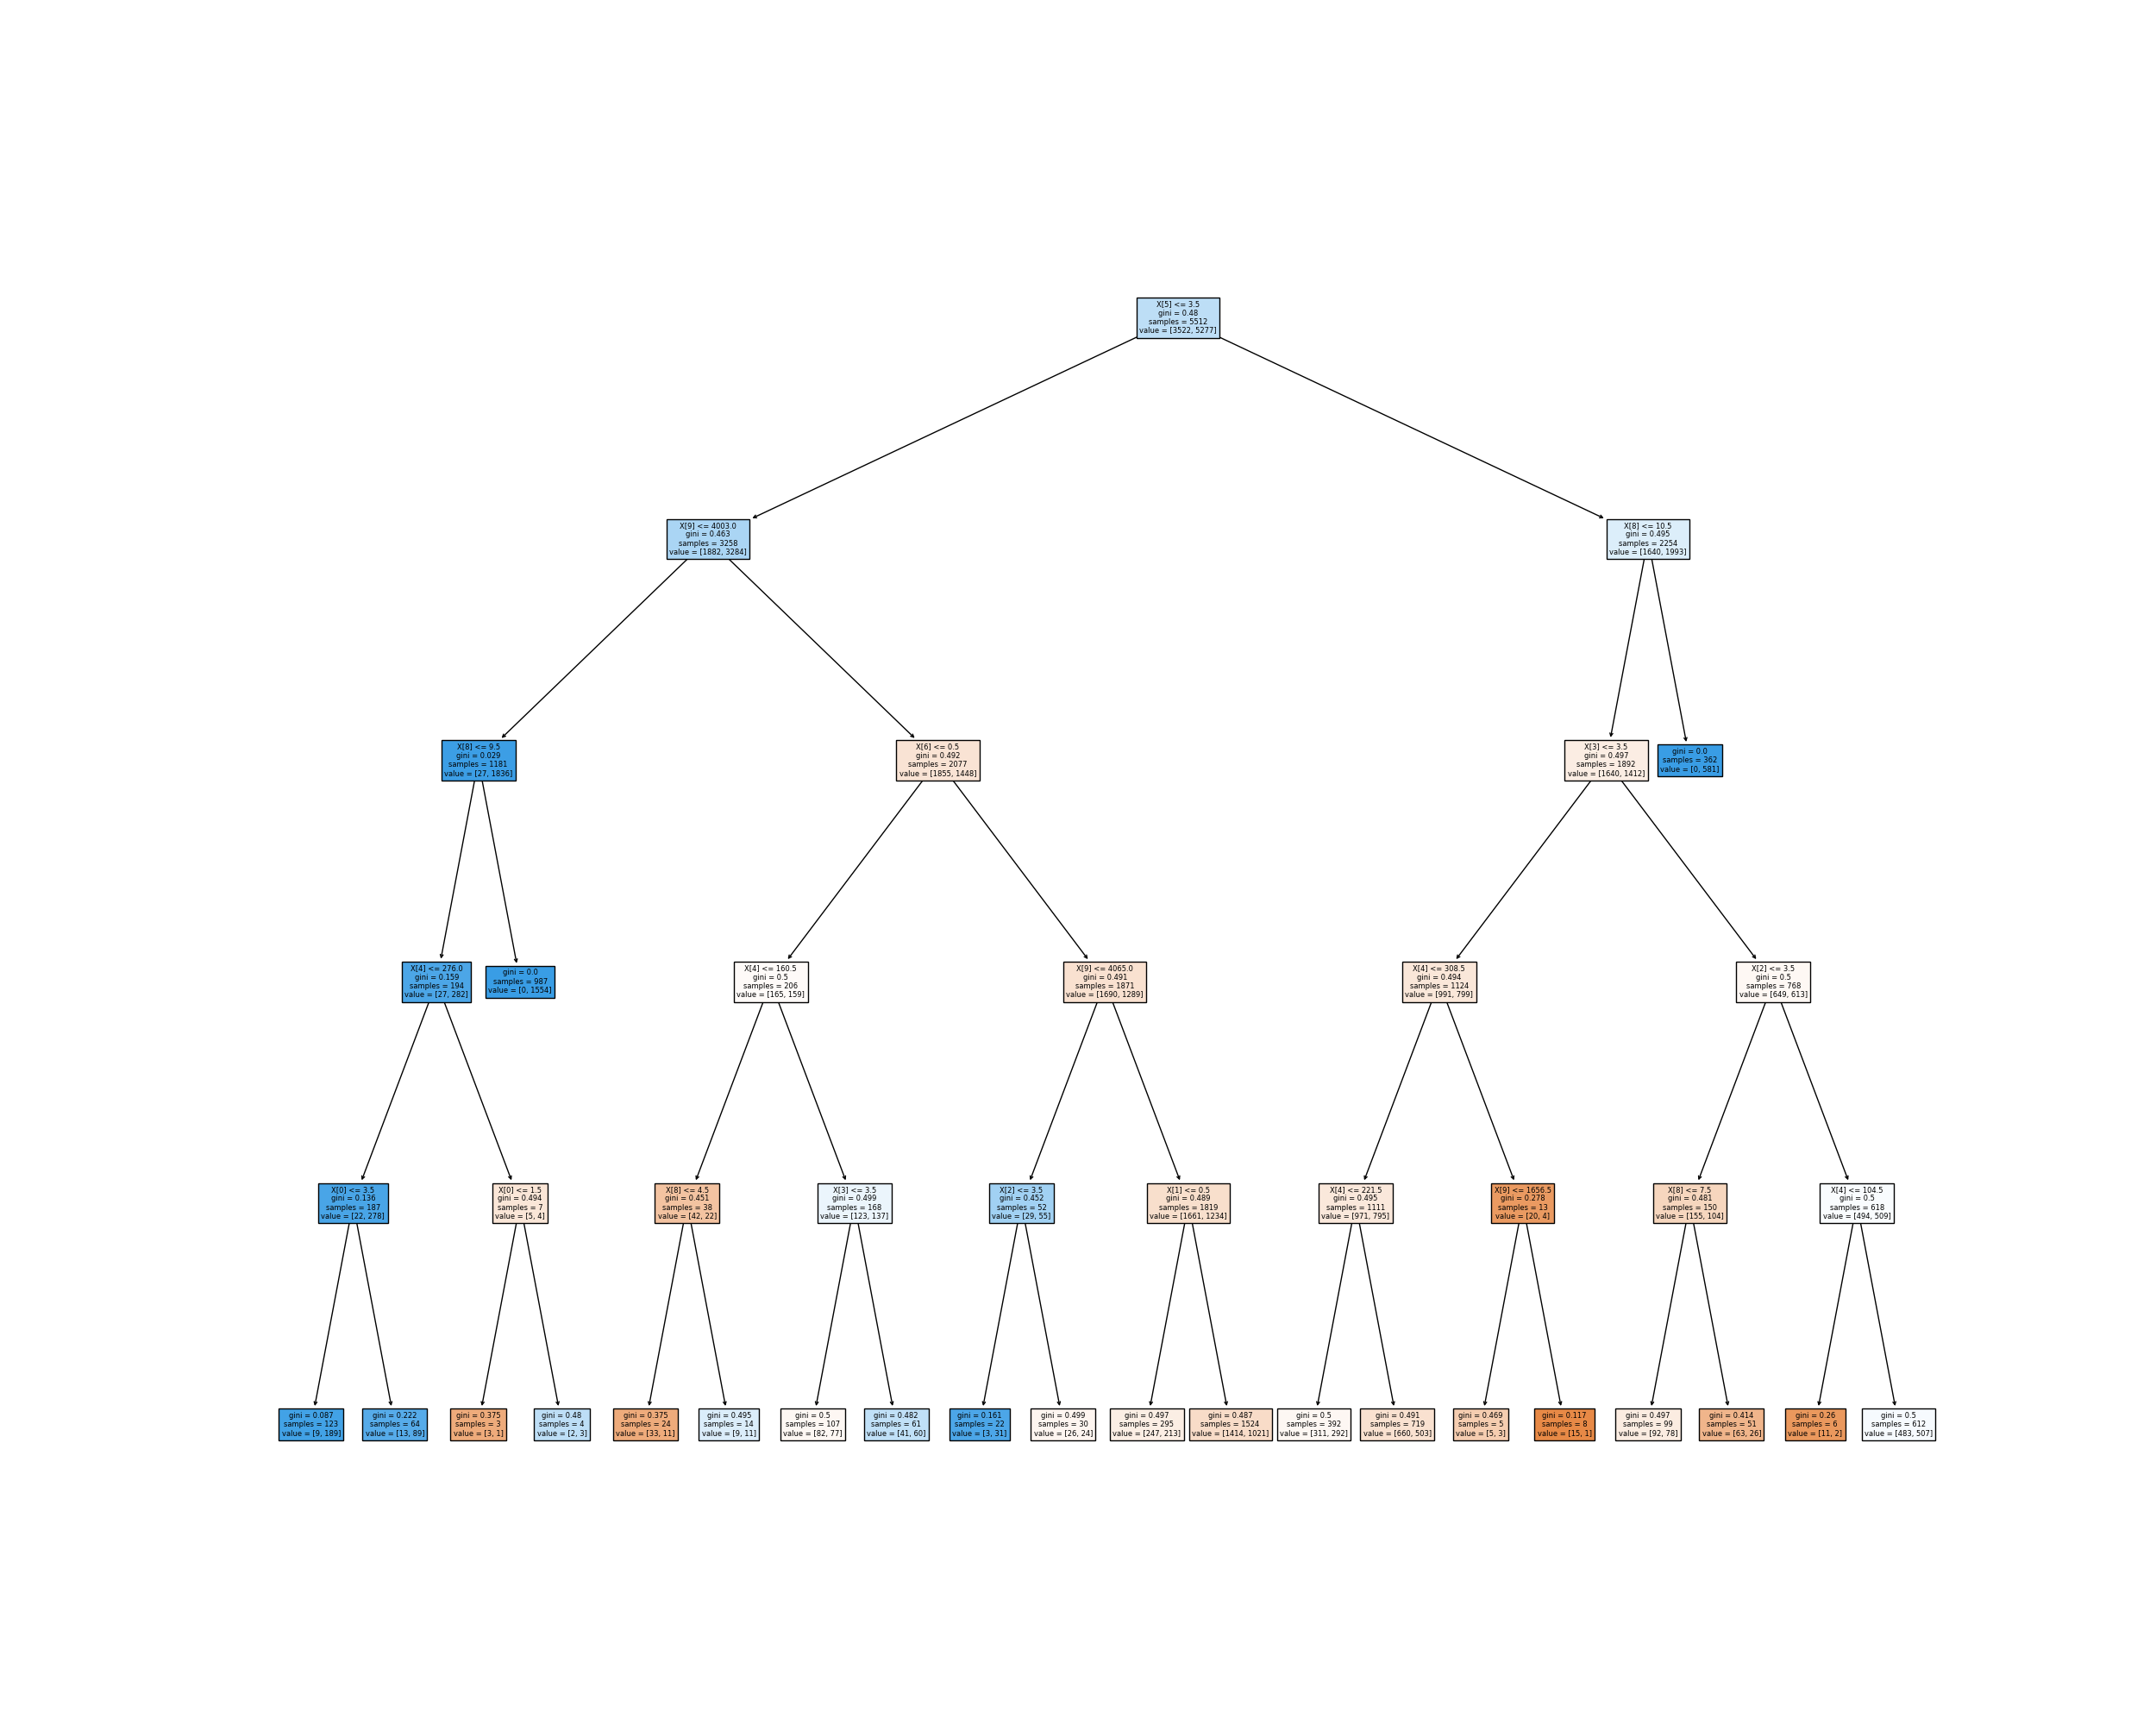 X[5] <= 3.5
gini = 0.48
samples = 5512
value = [3522, 5277]
X[9] <= 4003.0
gini = 0.463
samples = 3258
value = [1882, 3284]
X[8] <= 10.5
gini = 0.495
samples = 2254
value = [1640, 1993]
X[8] <= 9.5
gini = 0.029
samples = 1181
value = [27, 1836]
X[6] <= 0.5
gini = 0.492
samples = 2077
value = [1855, 1448]
X[3] <= 3.5
gini = 0.497
samples = 1892
value = [1640, 1412]
gini = 0.0
samples = 362
value = [0, 581]
X[4] <= 276.0
gini = 0.159
samples = 194
value = [27, 282]
gini = 0.0
samples = 987
value = [0, 1554]
X[4] <= 160.5
gini = 0.5
samples = 206
value = [165, 159]
X[9] <= 4065.0
gini = 0.491
samples = 1871
value = [1690, 1289]
X[4] <= 308.5
gini = 0.494
samples = 1124
value = [991, 799]
X[2] <= 3.5
gini = 0.5
samples = 768
value = [649, 613]
X[0] <= 3.5
gini = 0.136
samples = 187
value = [22, 278]
X[0] <= 1.5
gini = 0.494
samples = 7
value = [5, 4]
X[8] <= 4.5
gini = 0.451
samples = 38
value = [42, 22]
X[3] <= 3.5
gini = 0.499
samples = 168
value = [123, 137]
X[2] <= 3.5
gini = 0.452
samples = 52
value = [29, 55]
X[1] <= 0.5
gini = 0.489
samples = 1819
value = [1661, 1234]
X[4] <= 221.5
gini = 0.495
samples = 1111
value = [971, 795]
X[9] <= 1656.5
gini = 0.278
samples = 13
value = [20, 4]
X[8] <= 7.5
gini = 0.481
samples = 150
value = [155, 104]
X[4] <= 104.5
gini = 0.5
samples = 618
value = [494, 509]
gini = 0.087
samples = 123
value = [9, 189]
gini = 0.222
samples = 64
value = [13, 89]
gini = 0.375
samples = 3
value = [3, 1]
gini = 0.48
samples = 4
value = [2, 3]
gini = 0.375
samples = 24
value = [33, 11]
gini = 0.495
samples = 14
value = [9, 11]
gini = 0.5
samples = 107
value = [82, 77]
gini = 0.482
samples = 61
value = [41, 60]
gini = 0.161
samples = 22
value = [3, 31]
gini = 0.499
samples = 30
value = [26, 24]
gini = 0.497
samples = 295
value = [247, 213]
gini = 0.487
samples = 1524
value = [1414, 1021]
gini = 0.5
samples = 392
value = [311, 292]
gini = 0.491
samples = 719
value = [660, 503]
gini = 0.469
samples = 5
value = [5, 3]
gini = 0.117
samples = 8
value = [15, 1]
gini = 0.497
samples = 99
value = [92, 78]
gini = 0.414
samples = 51
value = [63, 26]
gini = 0.26
samples = 6
value = [11, 2]
gini = 0.5
samples = 612
value = [483, 507]